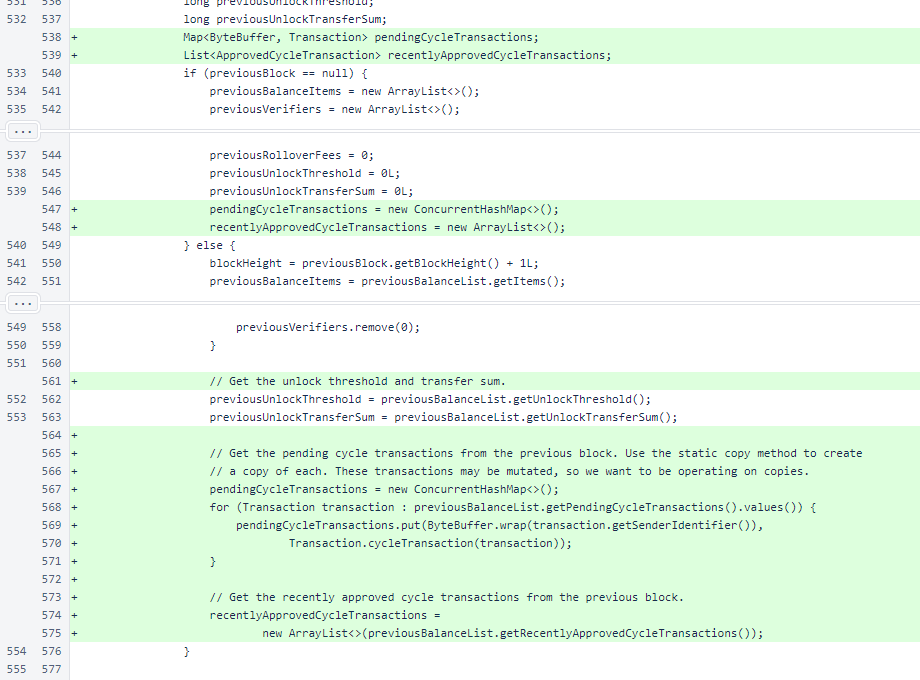 531 536 long previousUnlockThreshold;
532 537 long previousUnlockTransferSum;
538 + Map<ByteBuffer, Transaction> pendingCycleTransactions;
539 + List<ApprovedCycleTransaction> recentlyApprovedCycleTransactions;
533 540 if (previousBlock == null) {
534 541 previousBalanceItems = new ArrayList<>();
535 542 previousVerifiers = new ArrayList<>();
...
537 544 previousRolloverFees = 0;
538 545 previousUnlockThreshold = 0L;
539 546 previousUnlockTransferSum = 0L;
547 + pendingCycleTransactions = new ConcurrentHashMap<>();
548 + recentlyApprovedCycleTransactions = new ArrayList<>();
540 549 } else {
541 550 blockHeight = previousBlock.getBlockHeight() + 1L;
542 551 previousBalanceItems = previousBalanceList.getItems();
...
549 558 previousVerifiers.remove(0);
550 559 }
551 560
561 + // Get the unlock threshold and transfer sum.
552 562 previousUnlockThreshold = previousBalanceList.getUnlockThreshold();
553 563 previousUnlockTransferSum = previousBalanceList.getUnlockTransferSum();
564 +
565 + // Get the pending cycle transactions from the previous block. Use the static copy method to create
566 + // a copy of each. These transactions may be mutated, so we want to be operating on copies.
567 + pendingCycleTransactions = new ConcurrentHashMap<>();
568 + for (Transaction transaction : previousBalanceList.getPendingCycleTransactions().values()) {
569 + pendingCycleTransactions.put(ByteBuffer.wrap(transaction.getSenderIdentifier()),
570 + Transaction.cycleTransaction(transaction));
571 + }
572 +
573 + // Get the recently approved cycle transactions from the previous block.
574 + recentlyApprovedCycleTransactions =
575 + new ArrayList<>(previousBalanceList.getRecentlyApprovedCycleTransactions());
554 576 }
555 577